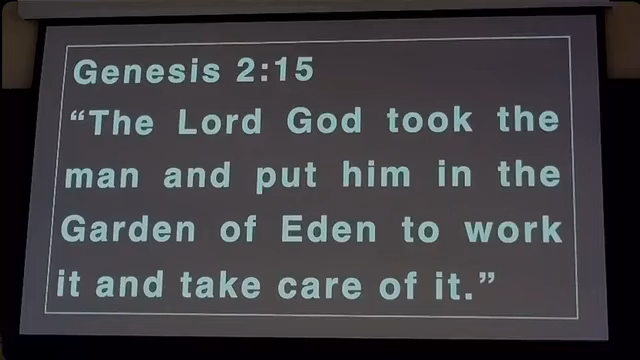 Genesis 2:15
“The Lord God took the
man and put him in the
Garden of Eden to work
it and take care of it.”